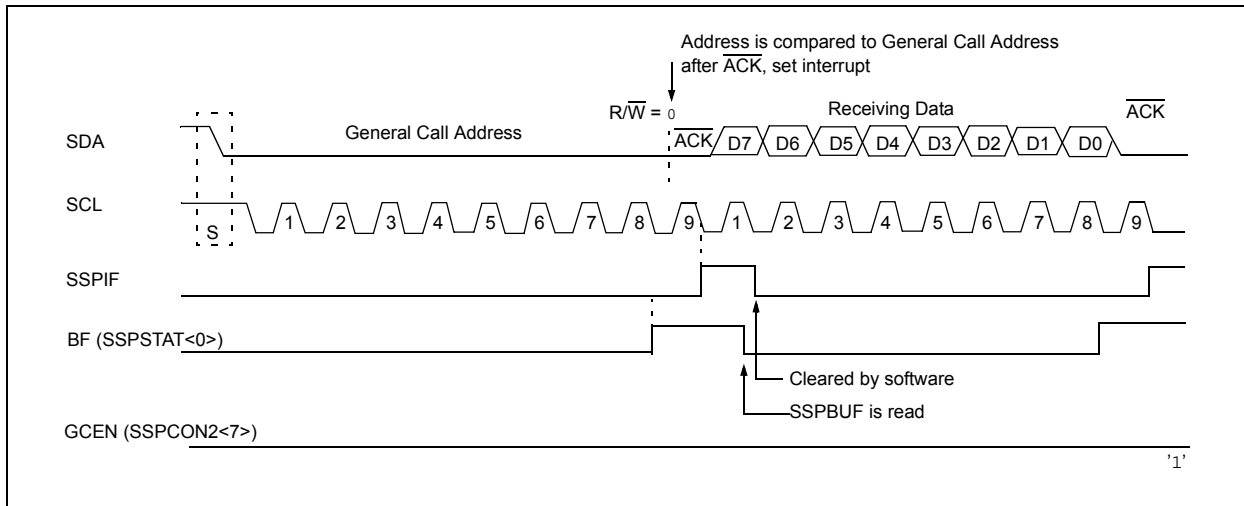 Address is compared to General Call Address
after ACK, set interrupt
R/W = 0
SDA
General Call Address
ACK
Receiving Data
ACK
D7 D6 D5 D4 D3 D2 D1 D0
SCL
S
1 2 3 4 5 6 7 8 9 1 2 3 4 5 6 7 8 9
SSPIF
BF (SSPSTAT<0>)
Cleared by software
SSPBUF is read
GCEN (SSPCON2<7>)
'1'